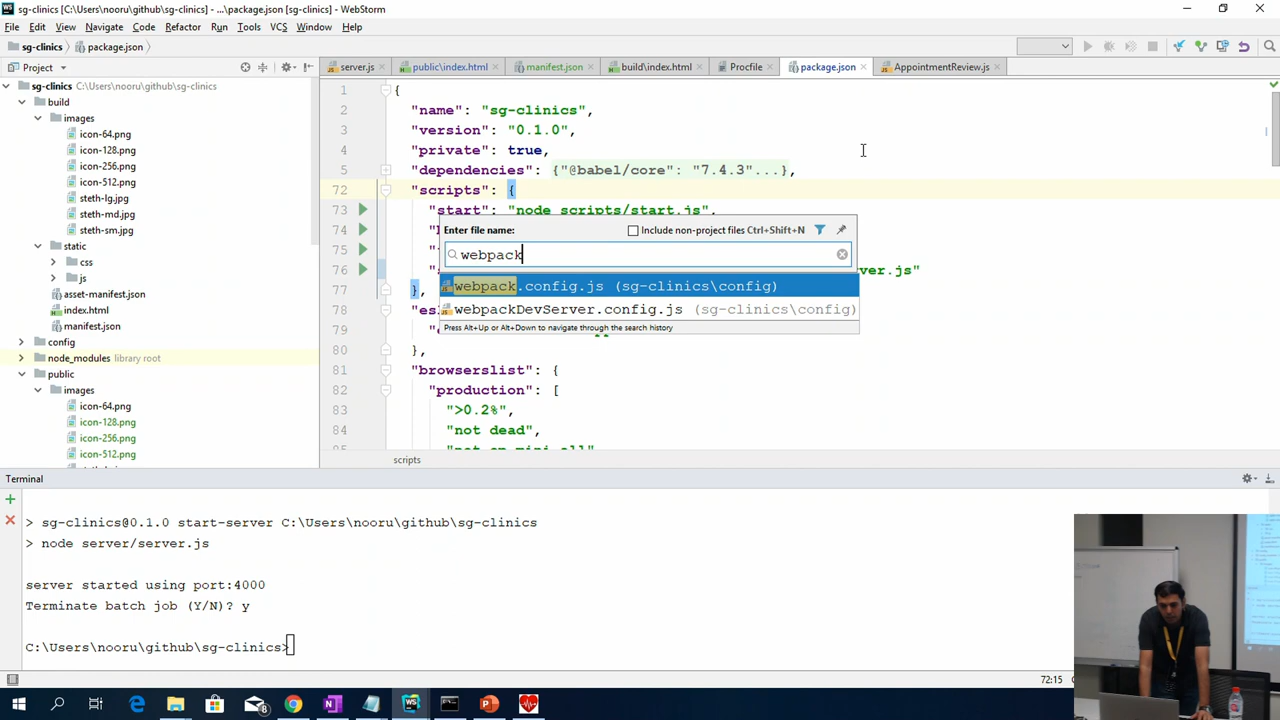 sg-clinics [C:\Users\nooru\github\sg-clinics] - ...\package.json [sg-clinics] - WebStorm
File Edit View Navigate Code Refactor Run Tools VCS Window Help
sg-clinics package.json
Project
server.js public\index.html manifest.json build\index.html Procfile package.json AppointmentReview.js
sg-clinics C:\Users\nooru\github\sg-clinics
build
images
icon-64.png
icon-128.png
icon-256.png
icon-512.png
steth-lg.jpg
steth-md.jpg
steth-sm.jpg
static
css
js
asset-manifest.json
index.html
manifest.json
config
node_modules library root
public
images
icon-64.png
icon-128.png
icon-256.png
icon-512.png
1 {
2 "name": "sg-clinics",
3 "version": "0.1.0",
4 "private": true,
5 "dependencies": {"@babel/core": "7.4.3"...},
72 "scripts": {
73 "start": "node scripts/start.js",
74
75
76 ver.js"
77 },
78 "es
79
80 },
81 "browserslist": {
82 "production": [
83 ">0.2%",
84 "not dead",
85 "not op_mini all"
Enter file name: Include non-project files Ctrl+Shift+N
webpack
webpack.config.js (sg-clinics\config)
webpackDevServer.config.js (sg-clinics\config)
Press Alt+Up or Alt+Down to navigate through the search history
scripts
Terminal
> sg-clinics@0.1.0 start-server C:\Users\nooru\github\sg-clinics
> node server/server.js
server started using port:4000
Terminate batch job (Y/N)? y
C:\Users\nooru\github\sg-clinics>
72:15